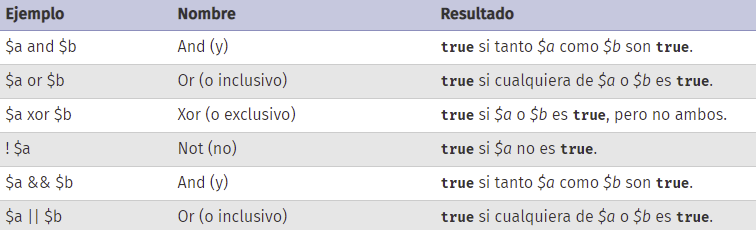 Ejemplo Nombre Resultado
$a and $b And (y) true si tanto $a como $b son true.
$a or $b Or (o inclusivo) true si cualquiera de $a o $b es true.
$a xor $b Xor (o exclusivo) true si $a o $b es true, pero no ambos.
! $a Not (no) true si $a no es true.
$a && $b And (y) true si tanto $a como $b son true.
$a || $b Or (o inclusivo) true si cualquiera de $a o $b es true.